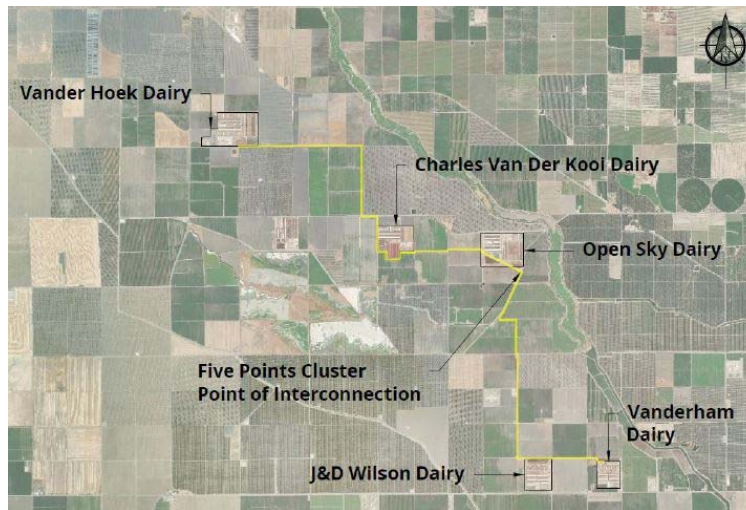 Vander Hoek Dairy
Charles Van Der Kooi Dairy
Open Sky Dairy
Five Points Cluster
Point of Interconnection
Vanderham
Dairy
J&D Wilson Dairy